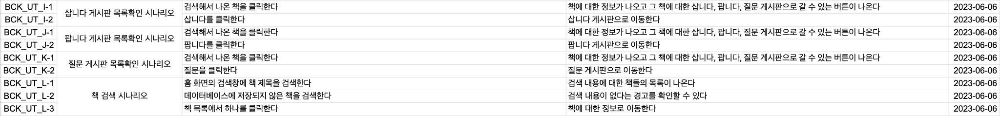 BCK_UT_I-1 삽니다 게시판 목록확인 시나리오 검색해서 나온 책을 클릭한다 책에 대한 정보가 나오고 그 책에 대한 삽니다, 팝니다, 질문 게시판으로 갈 수 있는 버튼이 나온다 2023-06-06
BCK_UT_I-2 삽니다를 클릭한다 삽니다 게시판으로 이동한다 2023-06-06
BCK_UT_J-1 팝니다 게시판 목록확인 시나리오 검색해서 나온 책을 클릭한다 책에 대한 정보가 나오고 그 책에 대한 삽니다, 팝니다, 질문 게시판으로 갈 수 있는 버튼이 나온다 2023-06-06
BCK_UT_J-2 팝니다를 클릭한다 팝니다 게시판으로 이동한다 2023-06-06
BCK_UT_K-1 질문 게시판 목록확인 시나리오 검색해서 나온 책을 클릭한다 책에 대한 정보가 나오고 그 책에 대한 삽니다, 팝니다, 질문 게시판으로 갈 수 있는 버튼이 나온다 2023-06-06
BCK_UT_K-2 질문을 클릭한다 질문 게시판으로 이동한다 2023-06-06
BCK_UT_L-1 홈 화면의 검색창에 책 제목을 검색한다 검색 내용에 대한 책들의 목록이 나온다 2023-06-06
BCK_UT_L-2 책 검색 시나리오 데이터베이스에 저장되지 않은 책을 검색한다 검색 내용이 없다는 경고를 확인할 수 있다 2023-06-06
BCK_UT_L-3 책 목록에서 하나를 클릭한다 책에 대한 정보로 이동한다 2023-06-06